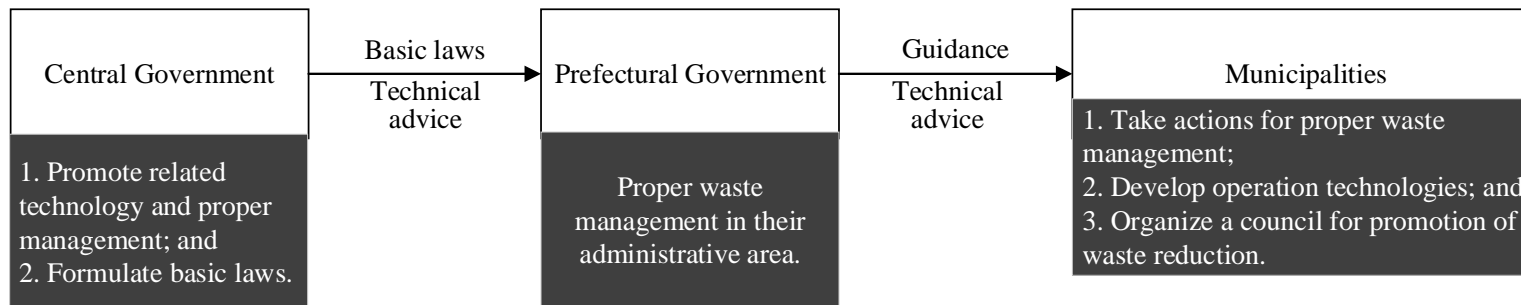 Central Government
1. Promote related
technology and proper
management; and
2. Formulate basic laws.
Basic laws
Technical
advice
Prefectural Government
Proper waste
management in their
administrative area.
Guidance
Technical
advice
Municipalities
1. Take actions for proper waste
management;
2. Develop operation technologies; and
3. Organize a council for promotion of
waste reduction.